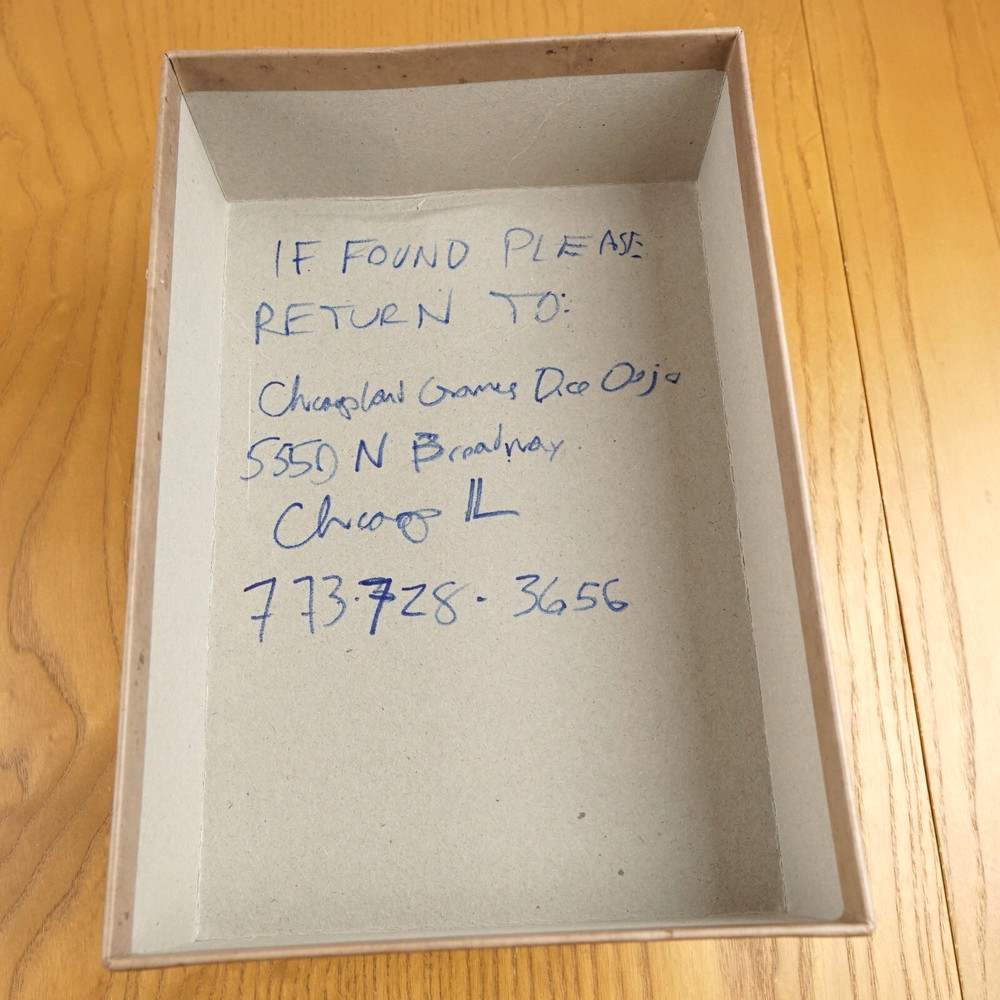 IF FOUND PLEASE
RETURN TO:
Chicagoland Games Dice Dojo
5550 N Broadway
Chicago IL
773.728. 3656